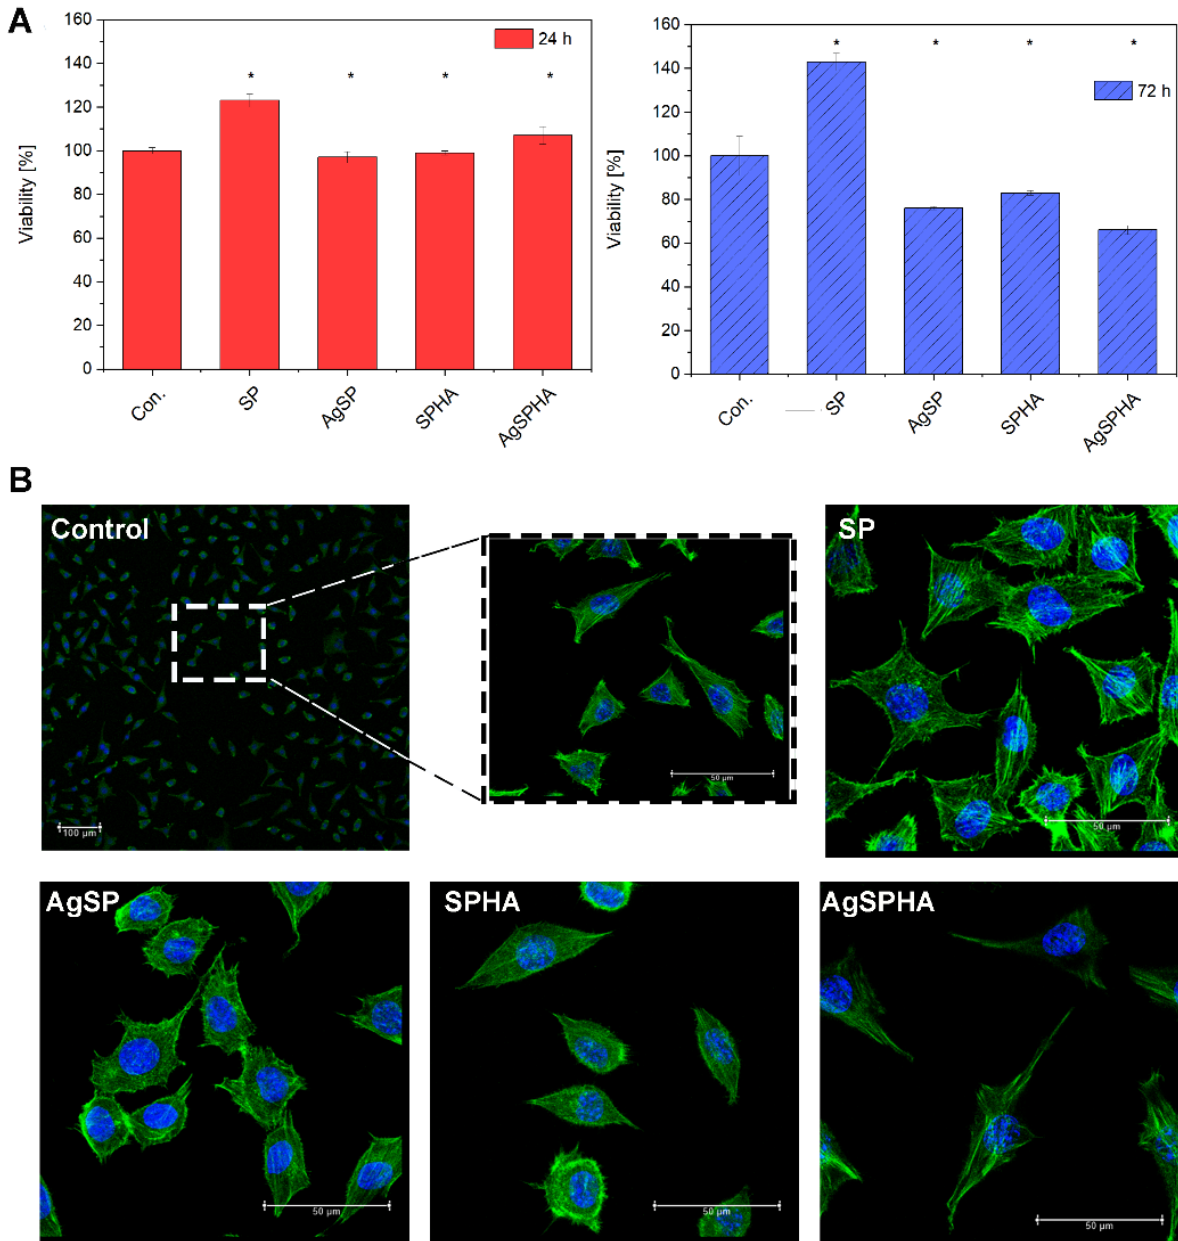 A
160
140
120
100
80
60
40
20
0
Viability [%]
24 h
*
*
*
*
Con.
SP
AgSP
SPHA
AgSPHA
160
140
120
100
80
60
40
20
0
Viability [%]
72 h
*
*
*
*
Con.
SP
AgSP
SPHA
AgSPHA
B
Control
100 µm
50 µm
SP
50 µm
AgSP
50 µm
SPHA
50 µm
AgSPHA
50 µm